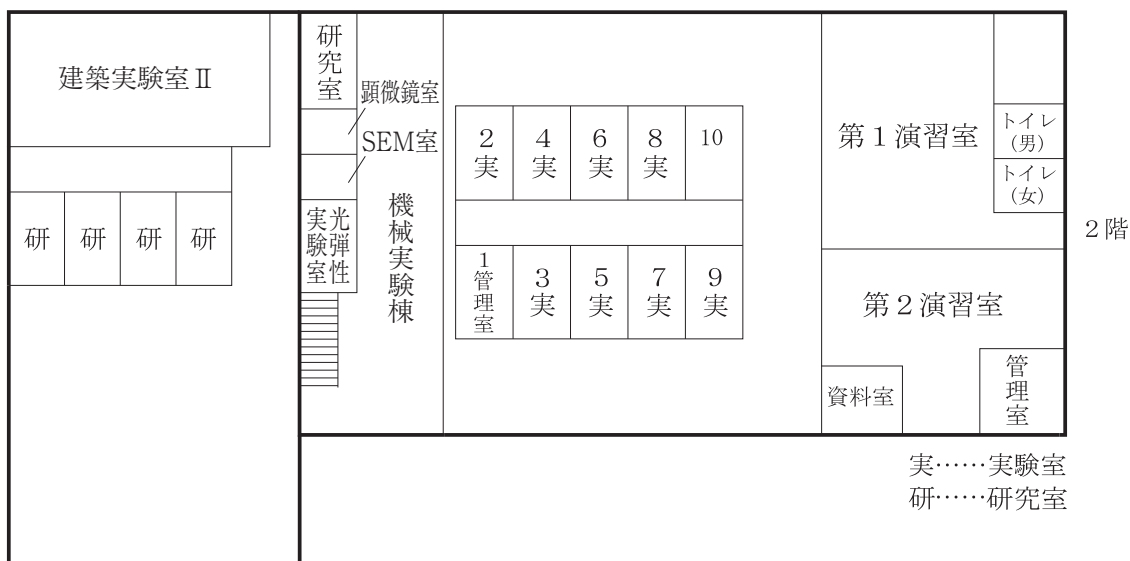 建築実験室Ⅱ
研
研
研
研
研究室
顕微鏡室
SEM室
光弾性
実験室
機械実験棟
2実
4実
6実
8実
10
1管理室
3実
5実
7実
9実
第1演習室
トイレ
(男)
トイレ
(女)
第2演習室
資料室
管理室
2階
実……実験室
研……研究室